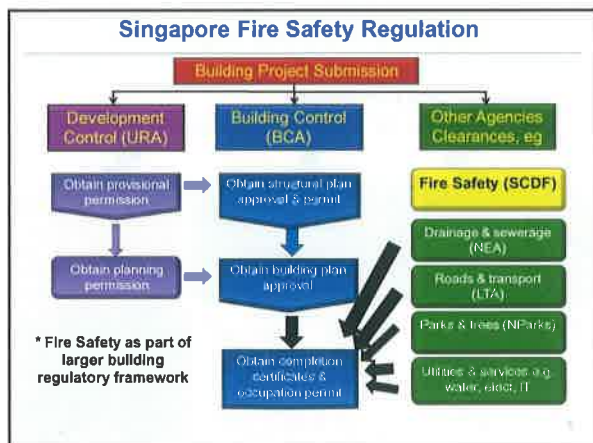 Singapore Fire Safety Regulation
Building Project Submission
Development
Control (URA)
Building Control
(BCA)
Other Agencies
Clearances, eg
Obtain provisional
permission
Obtain structural plan
approval & permit
Fire Safety (SCDF)
Drainage & sewerage
(NEA)
Obtain planning
permission
Obtain building plan
approval
Roads & transport
(LTA)
Parks & trees (NParks)
* Fire Safety as part of
larger building
regulatory framework
Obtain completion
certificates &
occupation permit
Utilities & services e.g.
water, elect, IT